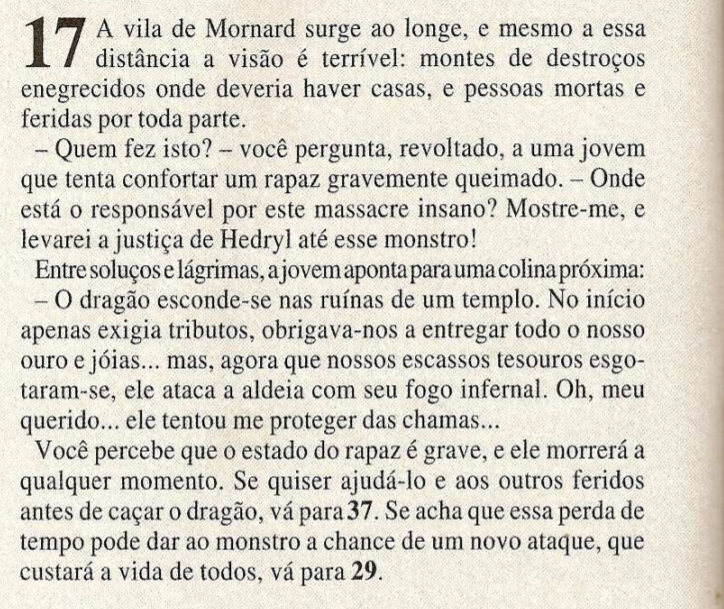 17 A vila de Mornard surge ao longe, e mesmo a essa
distância a visão é terrível: montes de destroços
enegrecidos onde deveria haver casas, e pessoas mortas e
feridas por toda parte.
– Quem fez isto? – você pergunta, revoltado, a uma jovem
que tenta confortar um rapaz gravemente queimado. – Onde
está o responsável por este massacre insano? Mostre-me, e
levarei a justiça de Hedryl até esse monstro!
Entre soluços e lágrimas, a jovem aponta para uma colina próxima:
– O dragão esconde-se nas ruínas de um templo. No início
apenas exigia tributos, obrigava-nos a entregar todo o nosso
ouro e jóias... mas, agora que nossos escassos tesouros esgo-
taram-se, ele ataca a aldeia com seu fogo infernal. Oh, meu
querido... ele tentou me proteger das chamas...
Você percebe que o estado do rapaz é grave, e ele morrerá a
qualquer momento. Se quiser ajudá-lo e aos outros feridos
antes de caçar o dragão, vá para 37. Se acha que essa perda de
tempo pode dar ao monstro a chance de um novo ataque, que
custará a vida de todos, vá para 29.